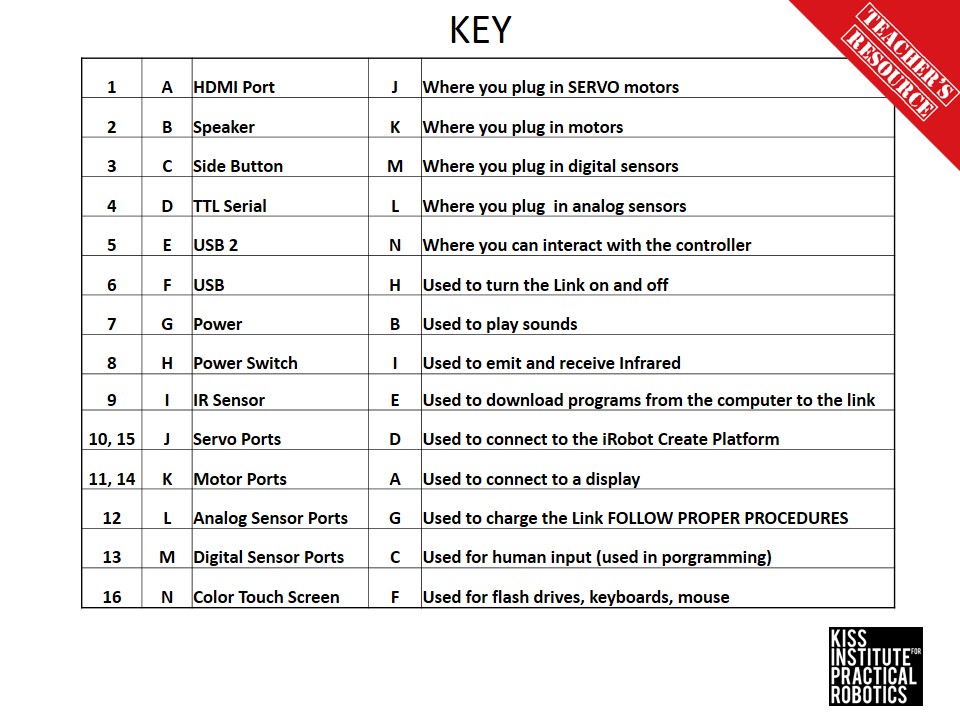 KEY
TEACHER'S
RESOURCE
1 A HDMI Port J Where you plug in SERVO motors
2 B Speaker K Where you plug in motors
3 C Side Button M Where you plug in digital sensors
4 D TTL Serial L Where you plug  in analog sensors
5 E USB 2 N Where you can interact with the controller
6 F USB H Used to turn the Link on and off
7 G Power B Used to play sounds
8 H Power Switch I Used to emit and receive Infrared
9 I IR Sensor E Used to download programs from the computer to the link
10, 15 J Servo Ports D Used to connect to the iRobot Create Platform
11, 14 K Motor Ports A Used to connect to a display
12 L Analog Sensor Ports G Used to charge the Link FOLLOW PROPER PROCEDURES
13 M Digital Sensor Ports C Used for human input (used in porgramming)
16 N Color Touch Screen F Used for flash drives, keyboards, mouse
KISS
INSTITUTE FOR
PRACTICAL
ROBOTICS